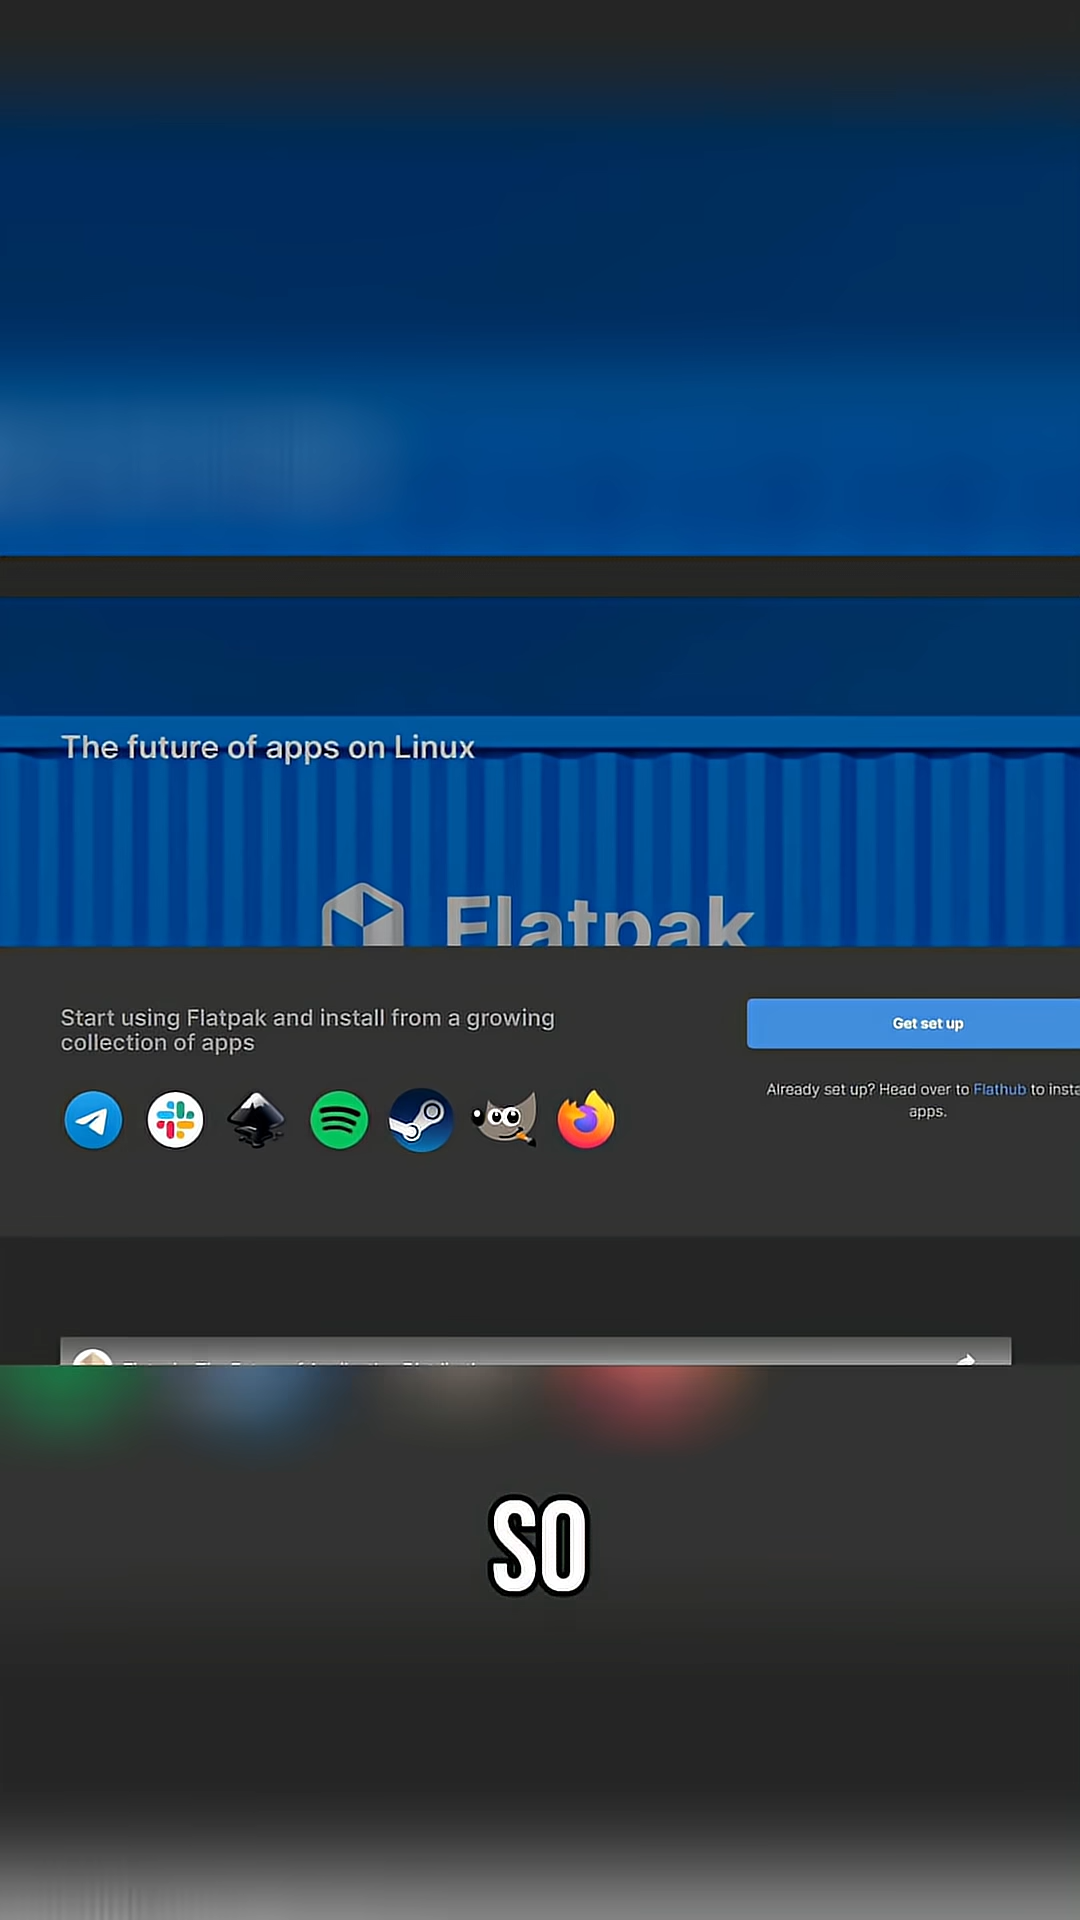 The future of apps on Linux
Flatpak
Start using Flatpak and install from a growing
collection of apps
Get set up
Already set up? Head over to Flathub to
apps.
SO